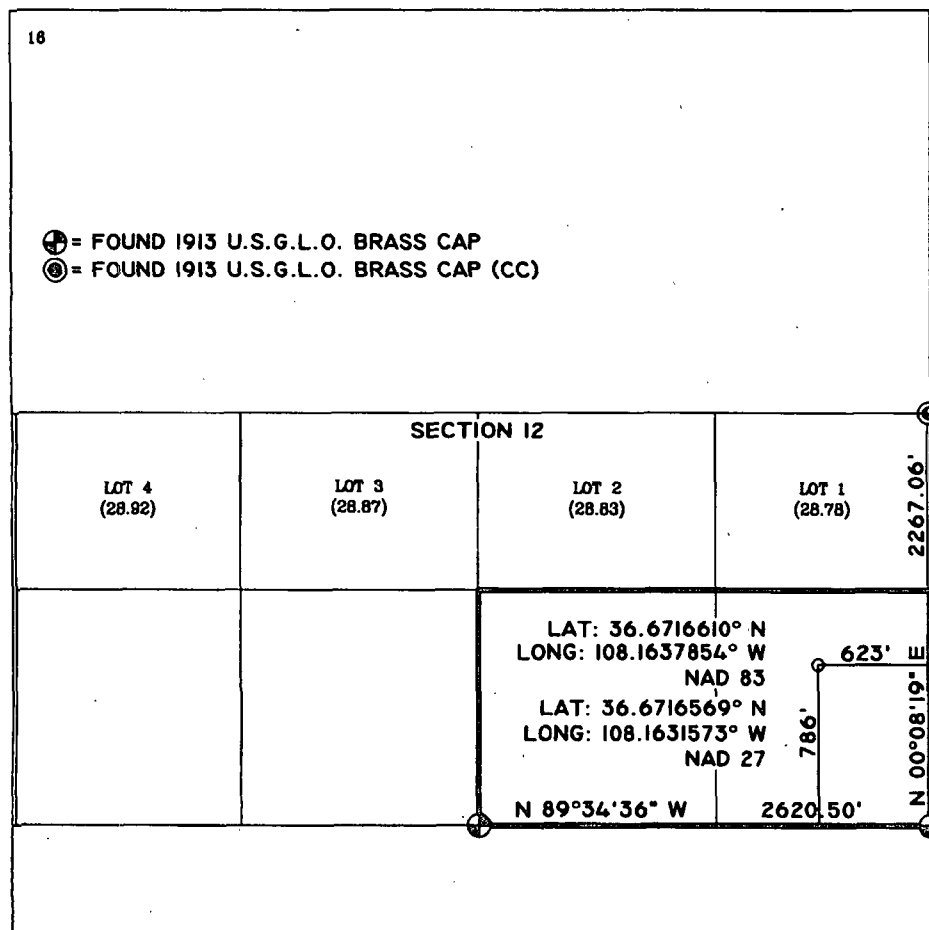 16
= FOUND 1913 U.S.G.L.O. BRASS CAP
= FOUND 1913 U.S.G.L.O. BRASS CAP (CC)
SECTION 12
LOT 4
(28.92)
LOT 3
(28.87)
LOT 2
(28.83)
LOT 1
(28.78)
2267.06'
N 00°08'19" E
LAT: 36.6716610° N
LONG: 108.1637854° W
NAD 83
LAT: 36.6716569° N
LONG: 108.1631573° W
NAD 27
623'
786'
N 89°34'36" W
2620.50'